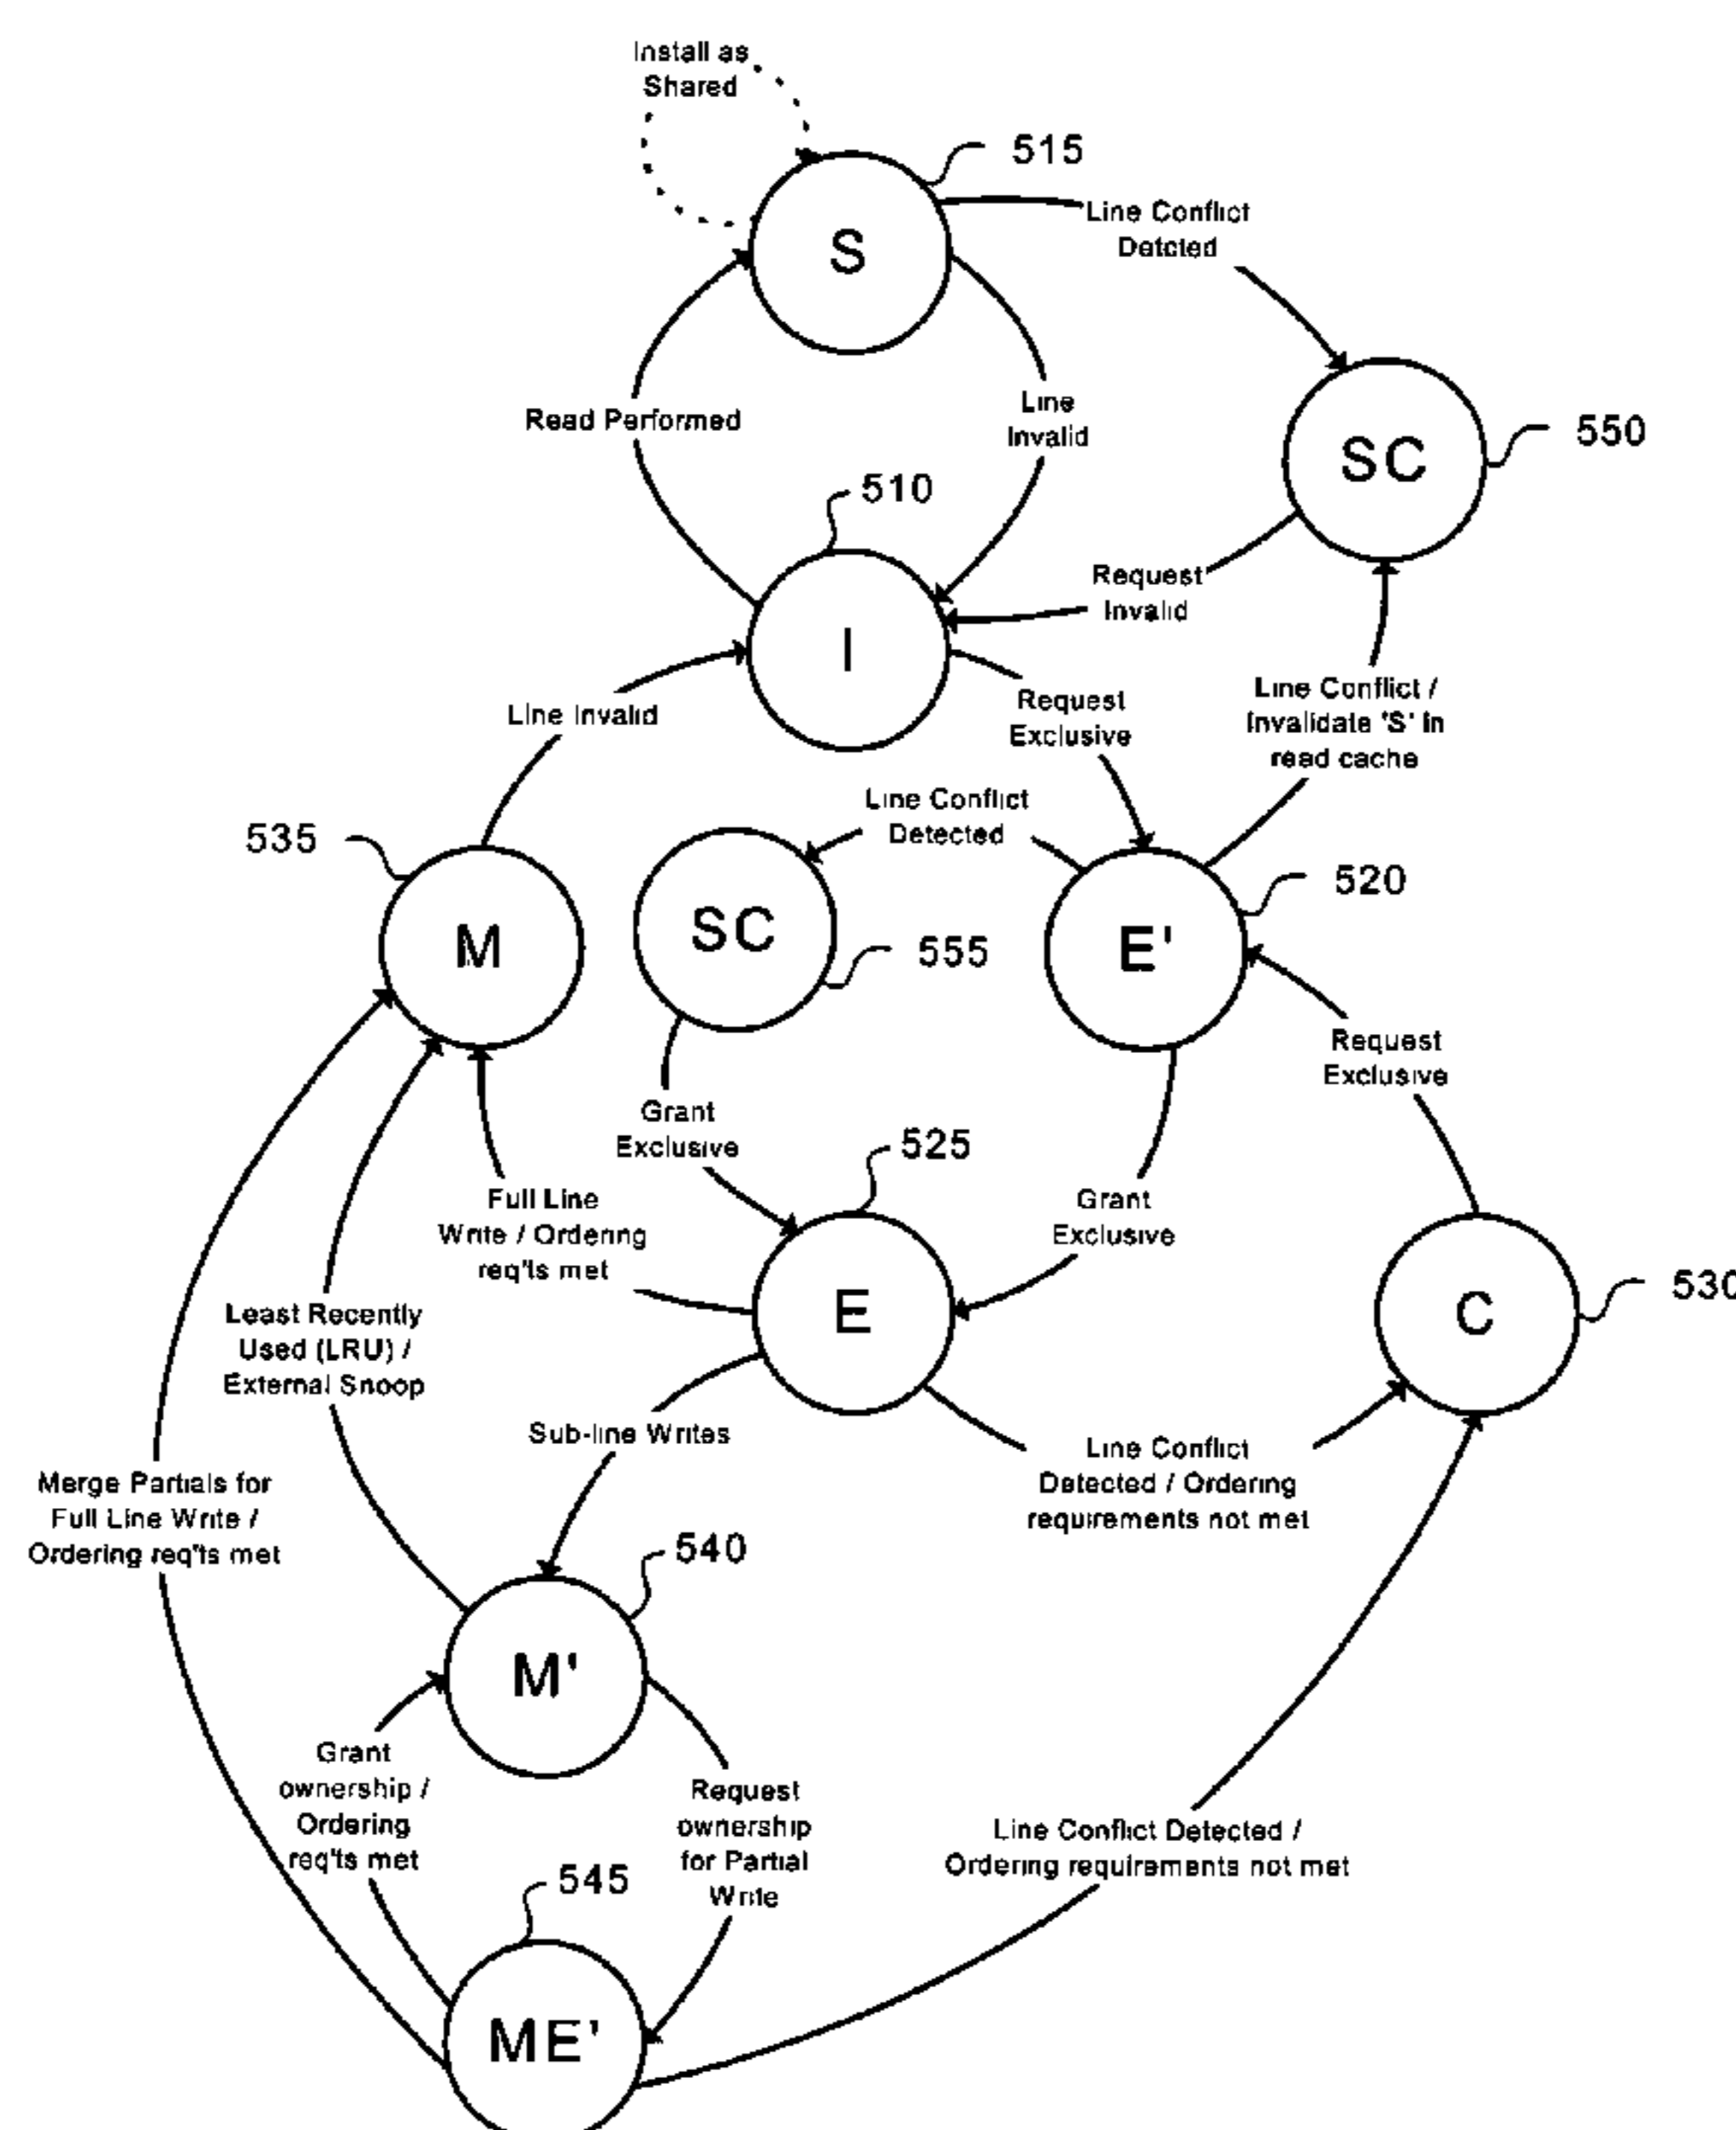 Install as
Shared
515
S
Line Conflict
Detcted
Read Performed
Line
Invalid
SC
550
510
I
Request
Invalid
Line Invalid
Request
Exclusive
Line Conflict /
Invalidate 'S' in
read cache
Line Conflict
Detected
535
M
SC
555
E'
520
Request
Exclusive
Grant
Exclusive
525
Full Line
Write / Ordering
req'ts met
Grant
Exclusive
E
C
530
Least Recently
Used (LRU) /
External Snoop
Sub-line Writes
Line Conflict
Detected / Ordering
requirements not met
Merge Partials for
Full Line Write /
Ordering req'ts met
540
M'
Grant
ownership /
Ordering
req'ts met
Request
ownership
for Partial
Write
Line Conflict Detected /
Ordering requirements not met
545
ME'